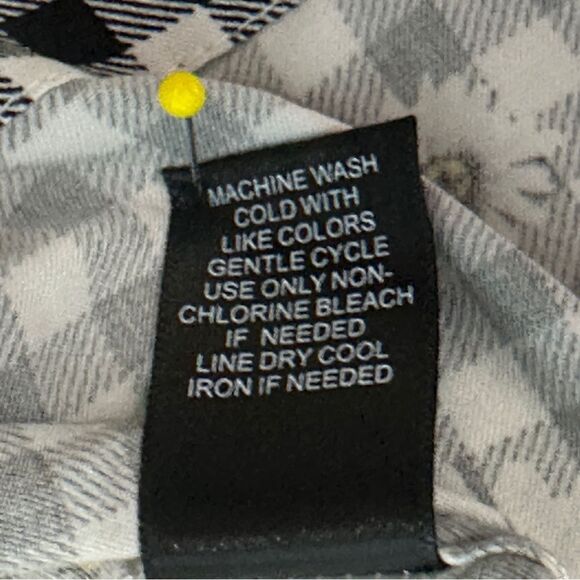 MACHINE WASH
COLD WITH
LIKE COLORS
GENTLE CYCLE
USE ONLY NON-
CHLORINE BLEACH
IF NEEDED
LINE DRY COOL
IRON IF NEEDED